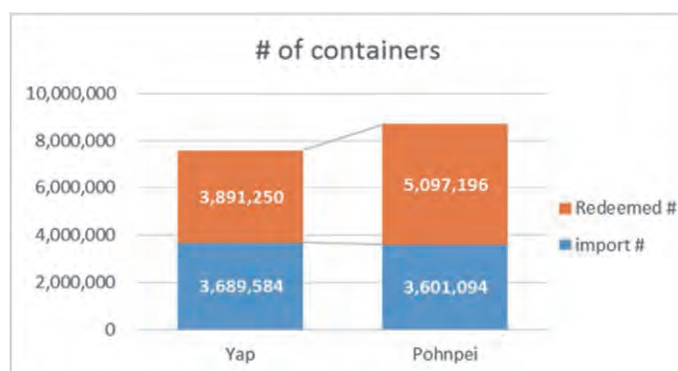 # of containers
10,000,000
8,000,000
6,000,000
4,000,000
2,000,000
0
3,891,250
5,097,196
3,689,584
3,601,094
Redeemed #
import #
Yap
Pohnpei